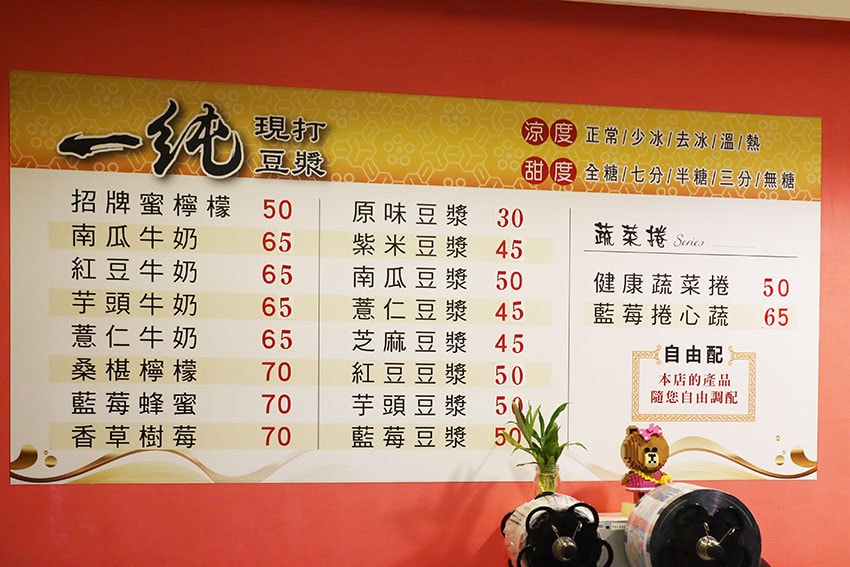 一純 現打
豆漿
涼度 正常/少冰/去冰/溫/熱
甜度 全糖/七分/半糖/三分/無糖
招牌蜜檸檬 50
南瓜牛奶 65
紅豆牛奶 65
芋頭牛奶 65
薏仁牛奶 65
桑椹檸檬 70
藍莓蜂蜜 70
香草樹莓 70
原味豆漿 30
紫米豆漿 45
南瓜豆漿 50
薏仁豆漿 45
芝麻豆漿 45
紅豆豆漿 50
芋頭豆漿 50
藍莓豆漿 50
蔬菜捲 Series
健康蔬菜捲 50
藍莓捲心蔬 65
自由配
本店的產品
隨您自由調配